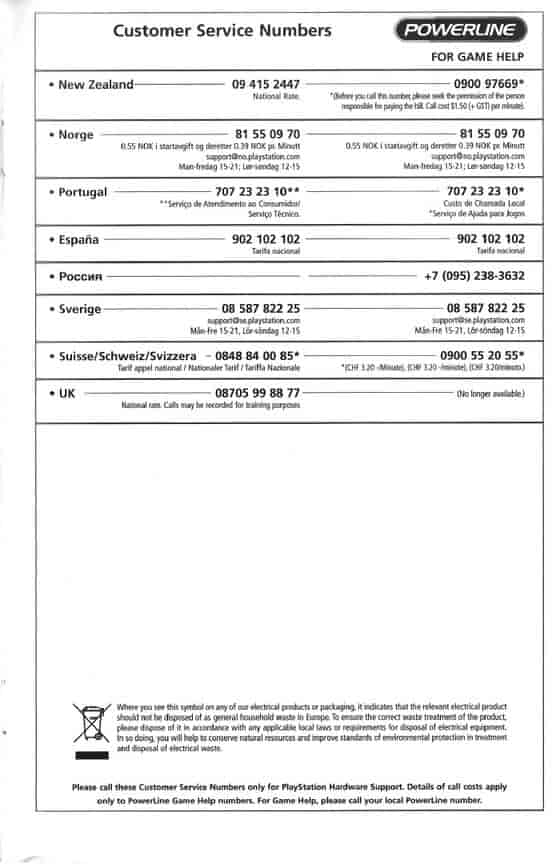 Customer Service Numbers POWERLINE
FOR GAME HELP
• New Zealand 09 415 2447 0900 97669*
National Rate. *(Before you call this number, please seek the permission of the person
responsible for paying the bill. Call cost $1.50 (+ GST) per minute).
• Norge 81 55 09 70 81 55 09 70
0.55 NOK i startavgift og deretter 0.39 NOK pr. Minutt 0.55 NOK i startavgift og deretter 0.39 NOK pr. Minutt
support@no.playstation.com support@no.playstation.com
Man-fredag 15-21; Lør-søndag 12-15 Man-fredag 15-21; Lør-søndag 12-15
• Portugal 707 23 23 10** 707 23 23 10*
**Serviço de Atendimento ao Consumidor/ Custo de Chamada Local
Serviço Técnico. *Serviço de Ajuda para Jogos
• España 902 102 102 902 102 102
Tarifa nacional Tarifa nacional
• Россия +7 (095) 238-3632
• Sverige 08 587 822 25 08 587 822 25
support@se.playstation.com support@se.playstation.com
Mån-Fre 15-21, Lör-söndag 12-15 Mån-Fre 15-21, Lör-söndag 12-15
• Suisse/Schweiz/Svizzera 0848 84 00 85* 0900 55 20 55*
Tarif appel national / Nationaler Tarif / Tariffa Nazionale *(CHF 3.20 -/Minute), (CHF 3.20 -/minute), (CHF 3.20/minuto.)
• UK 08705 99 88 77 (No longer available.)
National rate. Calls may be recorded for training purposes
Where you see this symbol on any of our electrical products or packaging, it indicates that the relevant electrical product
should not be disposed of as general household waste in Europe. To ensure the correct waste treatment of the product,
please dispose of it in accordance with any applicable local laws or requirements for disposal of electrical equipment.
In so doing, you will help to conserve natural resources and improve standards of environmental protection in treatment
and disposal of electrical waste.
Please call these Customer Service Numbers only for PlayStation Hardware Support. Details of call costs apply
only to PowerLine Game Help numbers. For Game Help, please call your local PowerLine number.